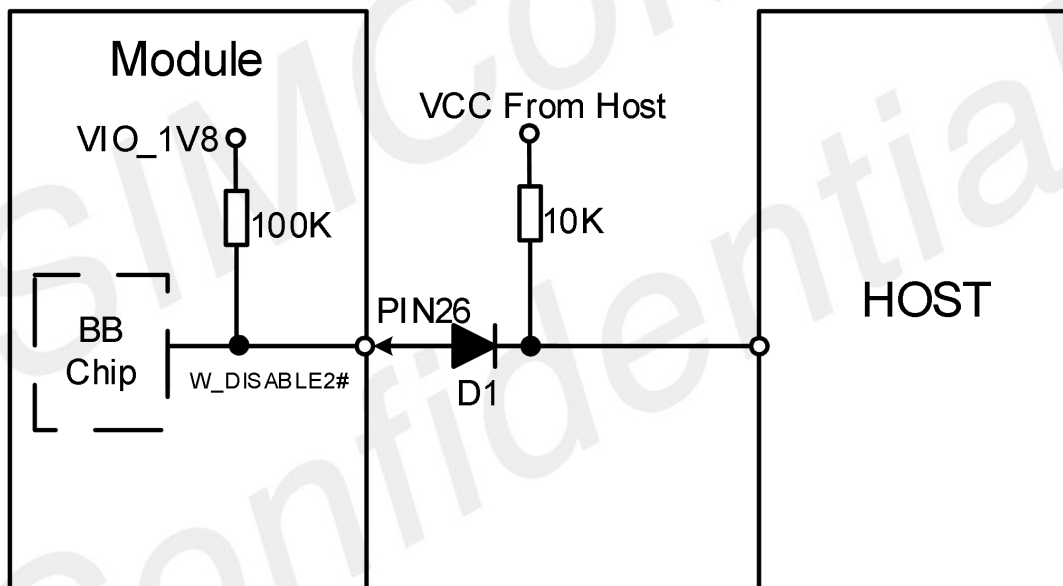 SIMCom
Confidential
Module
VCC From Host
VIO_1V8
100K
10K
HOST
PIN26
BB
Chip
W_DISABLE2#
D1